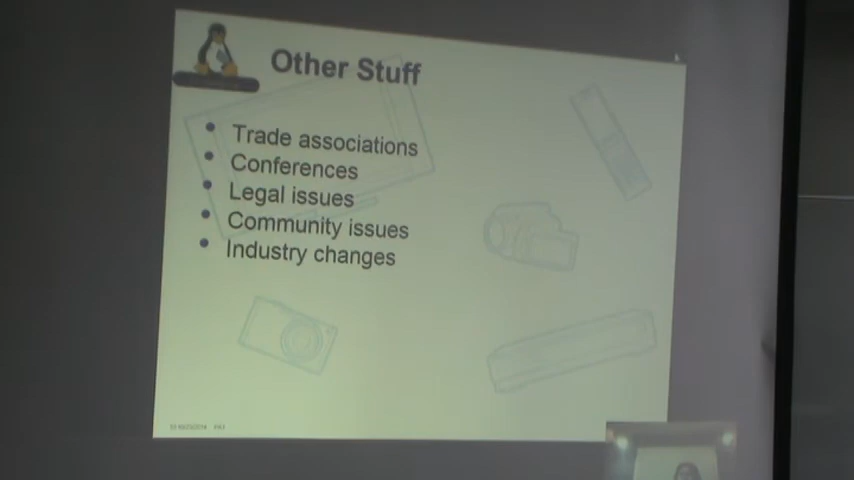 Other Stuff
Trade associations
Conferences
Legal issues
Community issues
Industry changes